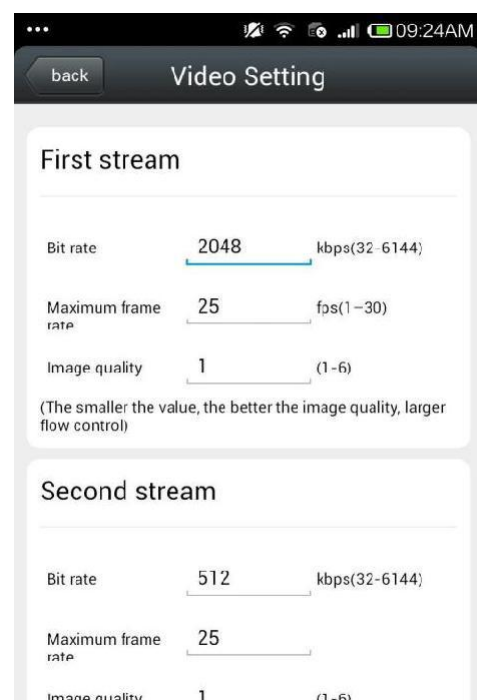 09:24AM
back
Video Setting
First stream
Bit rate 2048 kbps(32-6144)
Maximum frame rate 25 fps(1-30)
Image quality 1 (1-6)
(The smaller the value, the better the image quality, larger
flow control)
Second stream
Bit rate 512 kbps(32-6144)
Maximum frame rate 25
Image quality 1 (1-6)